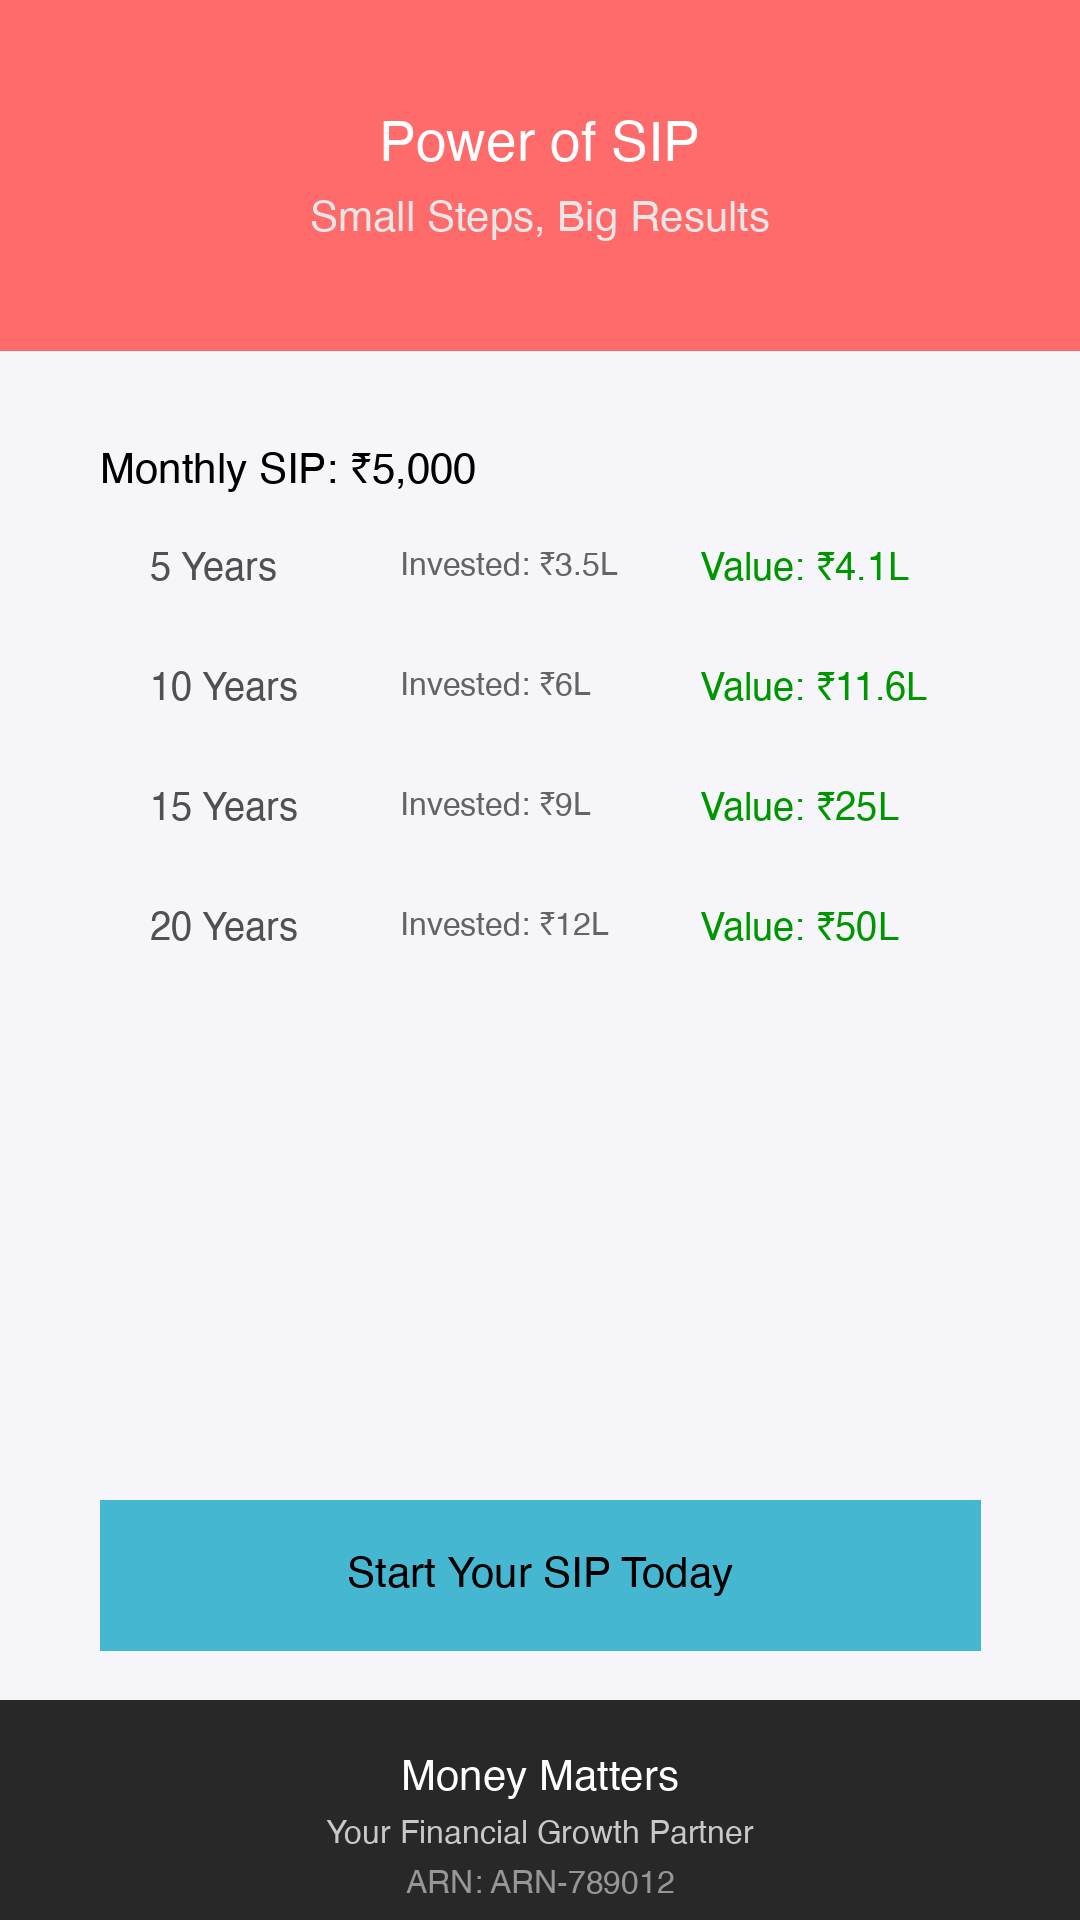 Power of SIP
Small Steps, Big Results
Monthly SIP: ₹5,000
5 Years Invested: ₹3.5L Value: ₹4.1L
10 Years Invested: ₹6L Value: ₹11.6L
15 Years Invested: ₹9L Value: ₹25L
20 Years Invested: ₹12L Value: ₹50L
Start Your SIP Today
Money Matters
Your Financial Growth Partner
ARN: ARN-789012